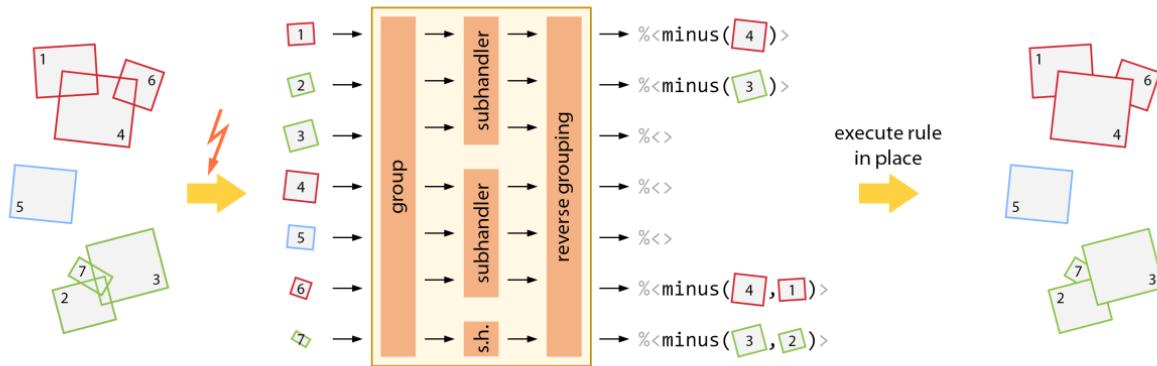 1
6
4
5
7
3
2
1
2
3
4
5
6
7
group
subhandler
subhandler
s.h.
reverse grouping
%<minus(4)>
%<minus(3)>
%<>
%<>
%<>
%<minus(4,1)>
%<minus(3,2)>
execute rule
in place
1
6
4
5
7
3
2